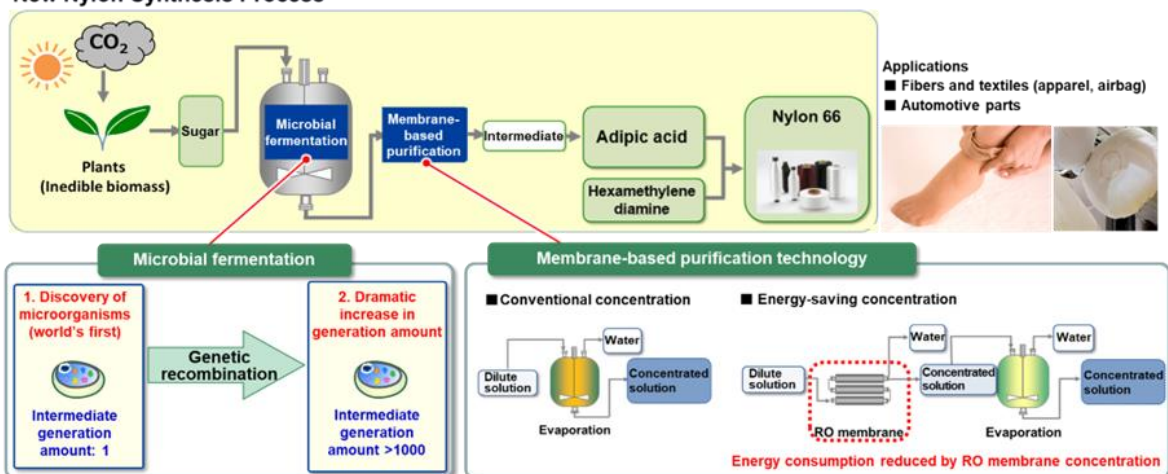 New Nylon Synthesis Process
CO2
Plants
(Inedible biomass)
Sugar
Microbial
fermentation
Membrane-
based
purification
Intermediate
Adipic acid
Hexamethylene
diamine
Nylon 66
Applications
■ Fibers and textiles (apparel, airbag)
■ Automotive parts
Microbial fermentation
1. Discovery of
microorganisms
(world's first)
Intermediate
generation
amount: 1
Genetic
recombination
2. Dramatic
increase in
generation amount
Intermediate
generation
amount >1000
Membrane-based purification technology
■ Conventional concentration
Dilute
solution
Water
Concentrated
solution
Evaporation
■ Energy-saving concentration
Dilute
solution
RO membrane
Water
Concentrated
solution
Water
Concentrated
solution
Evaporation
Energy consumption reduced by RO membrane concentration